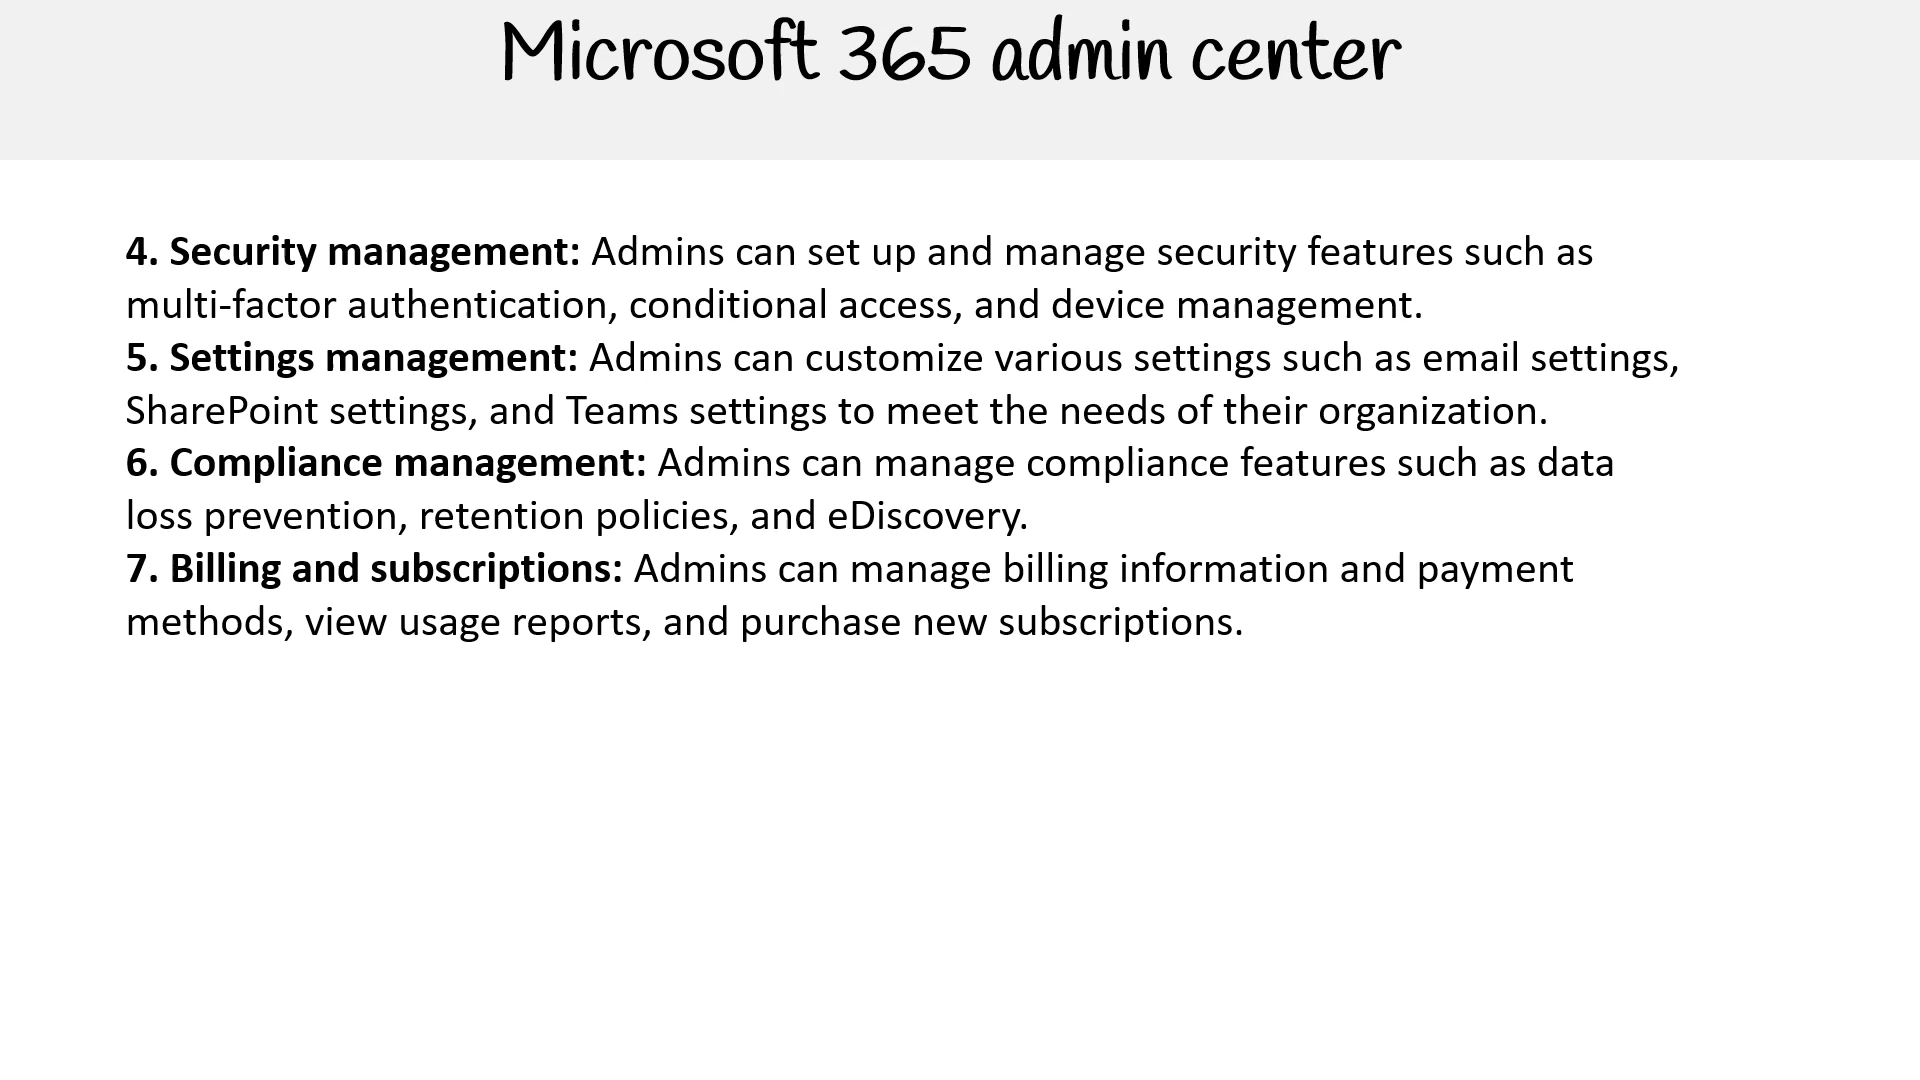 Microsoft 365 admin center
4. Security management: Admins can set up and manage security features such as
multi-factor authentication, conditional access, and device management.
5. Settings management: Admins can customize various settings such as email settings,
SharePoint settings, and Teams settings to meet the needs of their organization.
6. Compliance management: Admins can manage compliance features such as data
loss prevention, retention policies, and eDiscovery.
7. Billing and subscriptions: Admins can manage billing information and payment
methods, view usage reports, and purchase new subscriptions.